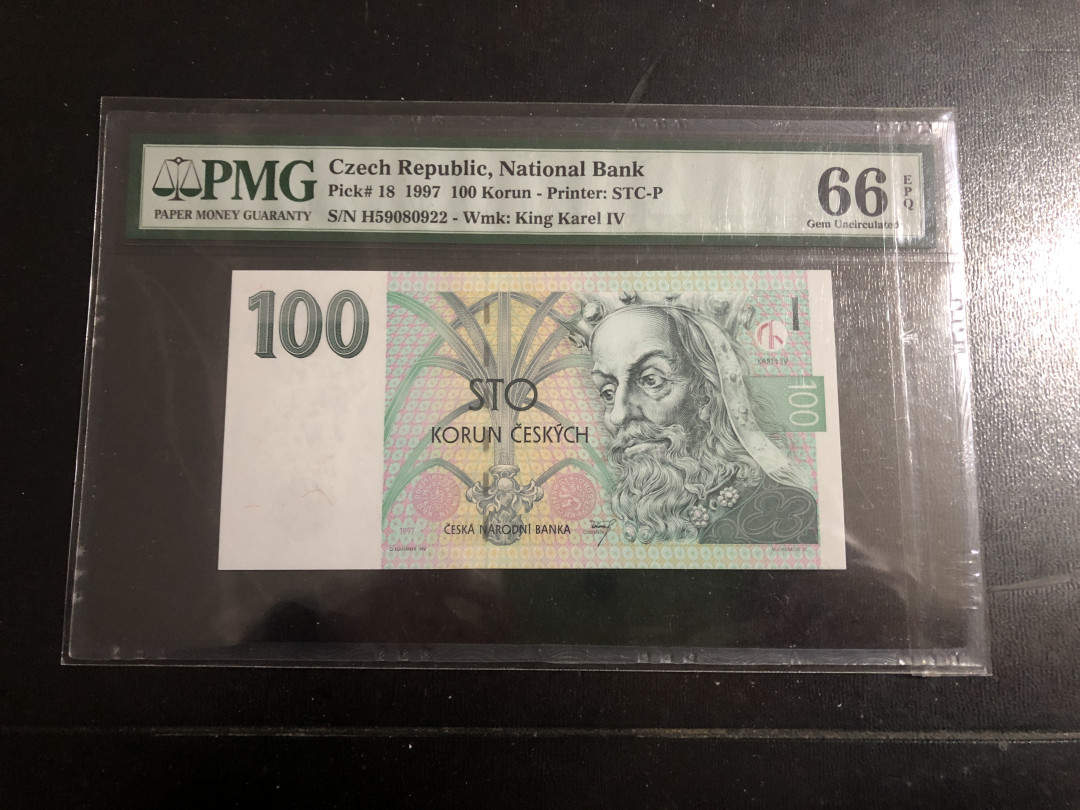 PMG
PAPER MONEY GUARANTY
Czech Republic, National Bank
Pick# 18 1997 100 Korun - Printer: STC-P
S/N H59080922 - Wmk: King Karel IV
66 EPQ
Gem Uncirculated
100
STO
KORUN ČESKÝCH
KAREL IV.
100
1997
ČESKÁ NÁRODNÍ BANKA